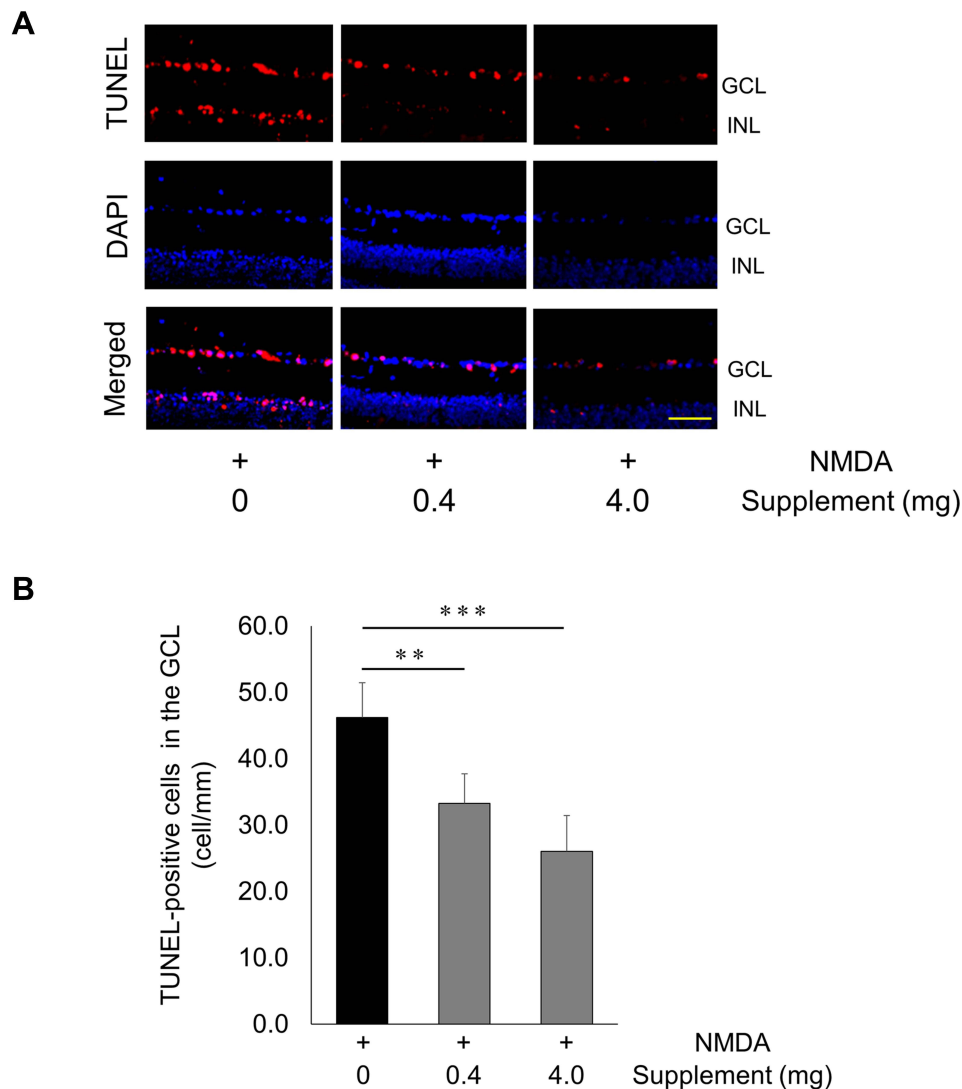 A
TUNEL
GCL
INL
DAPI
GCL
INL
Merged
GCL
INL
+ + + NMDA
0 0.4 4.0 Supplement (mg)
B
TUNEL-positive cells in the GCL
(cell/mm)
60.0
50.0
40.0
30.0
20.0
10.0
0.0
***
**
+ + + NMDA
0 0.4 4.0 Supplement (mg)